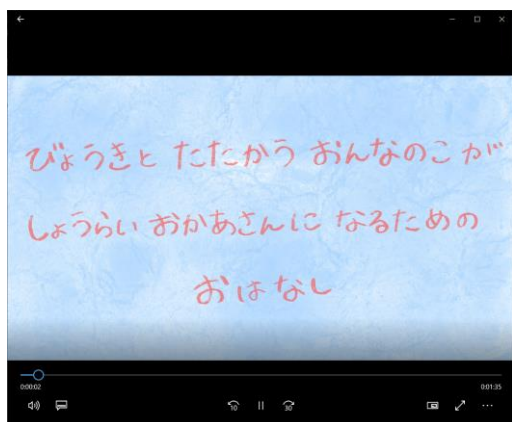 びょうきと たたかう おんなのこ が
しょうらい おかあさんに なるための
おはなし
0:00:02
0:01:35
10
30